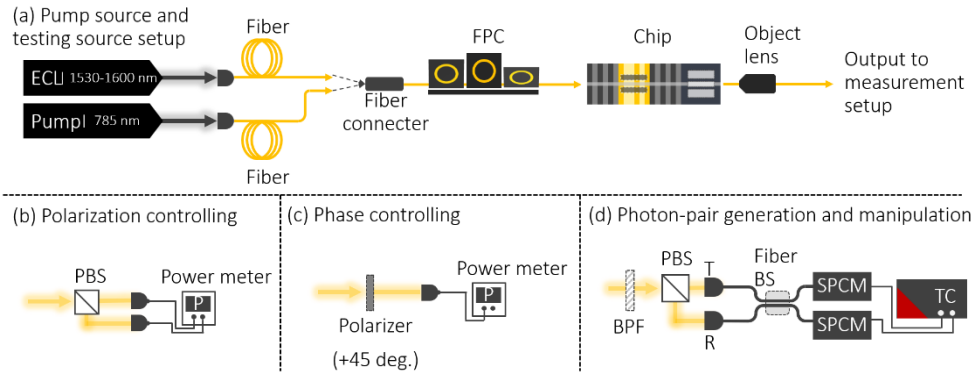 (a) Pump source and
testing source setup
Fiber
ECL 1530-1600 nm
Pump 785 nm
Fiber
Fiber
connecter
FPC
Chip
Object
lens
Output to
measurement
setup
(b) Polarization controlling
PBS
Power meter
P
(c) Phase controlling
Power meter
P
Polarizer
(+45 deg.)
(d) Photon-pair generation and manipulation
PBS
T
Fiber
BS
SPCM
TC
BPF
R
SPCM